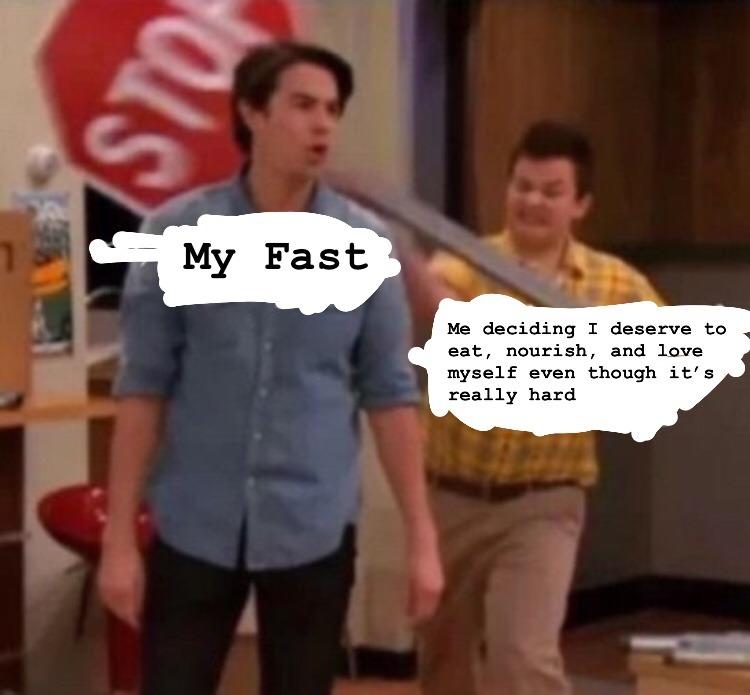 STOP
My Fast
Me deciding I deserve to
eat, nourish, and love
myself even though it’s
really hard